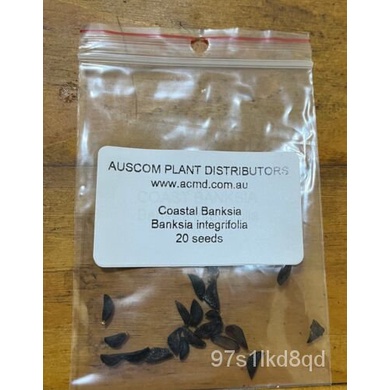 AUSCOM PLANT DISTRIBUTORS
www.acmd.com.au
Coastal Banksia
Banksia integrifolia
20 seeds
97s1lkd8qd